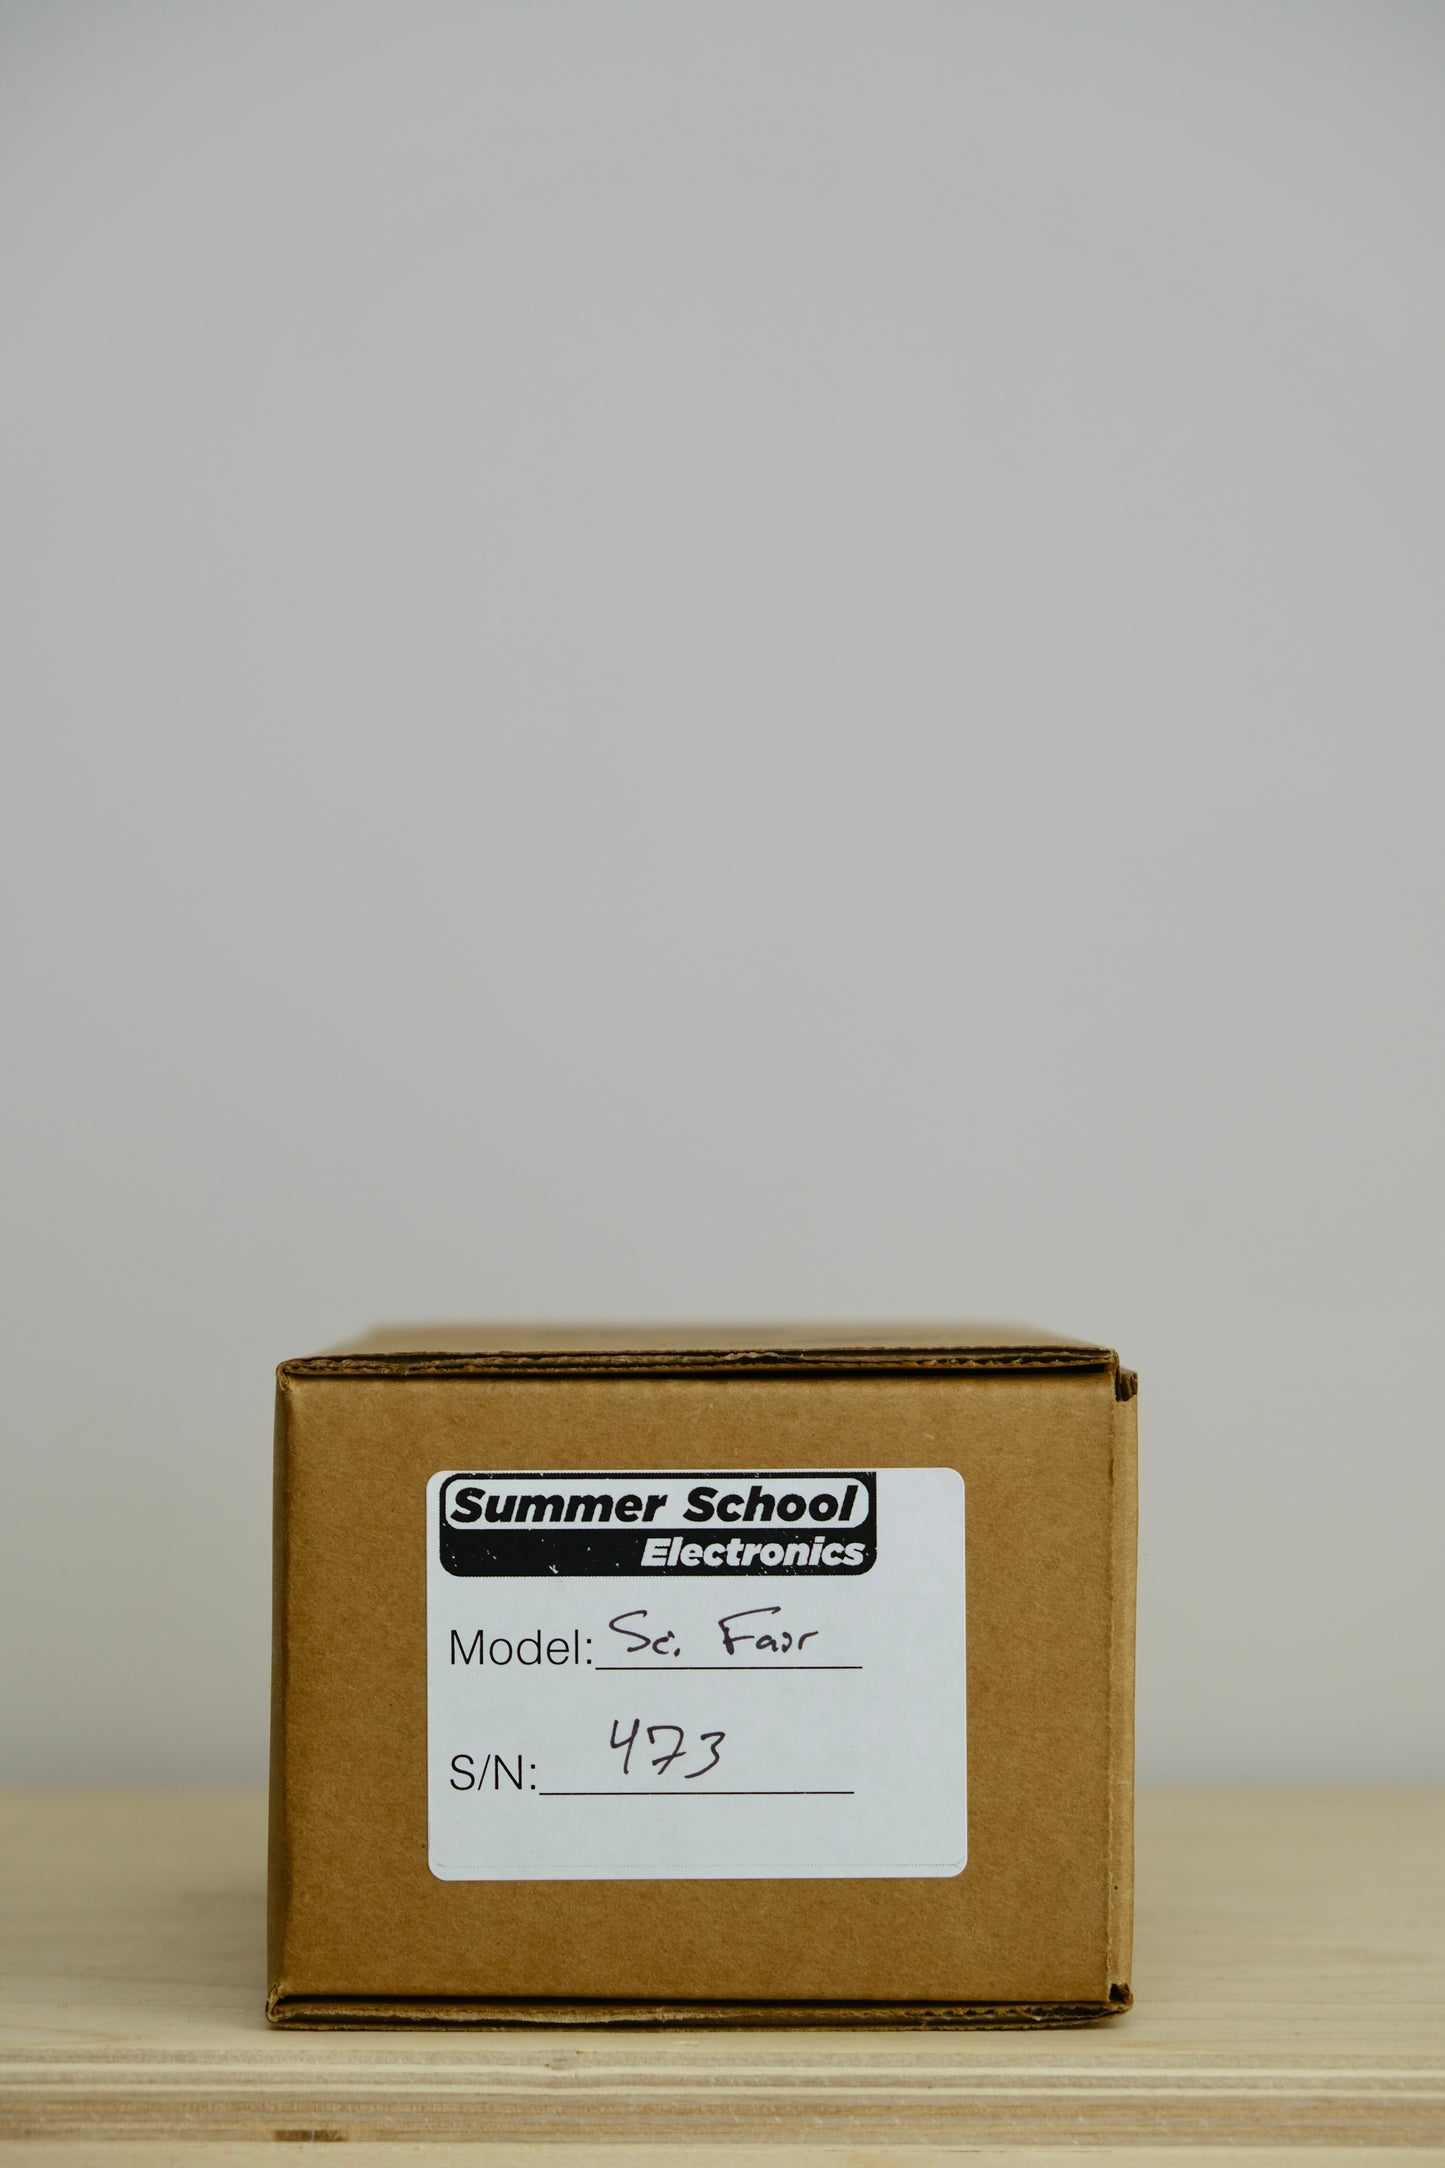 Summer School
Electronics
Model: Sc. Fair
S/N: 473